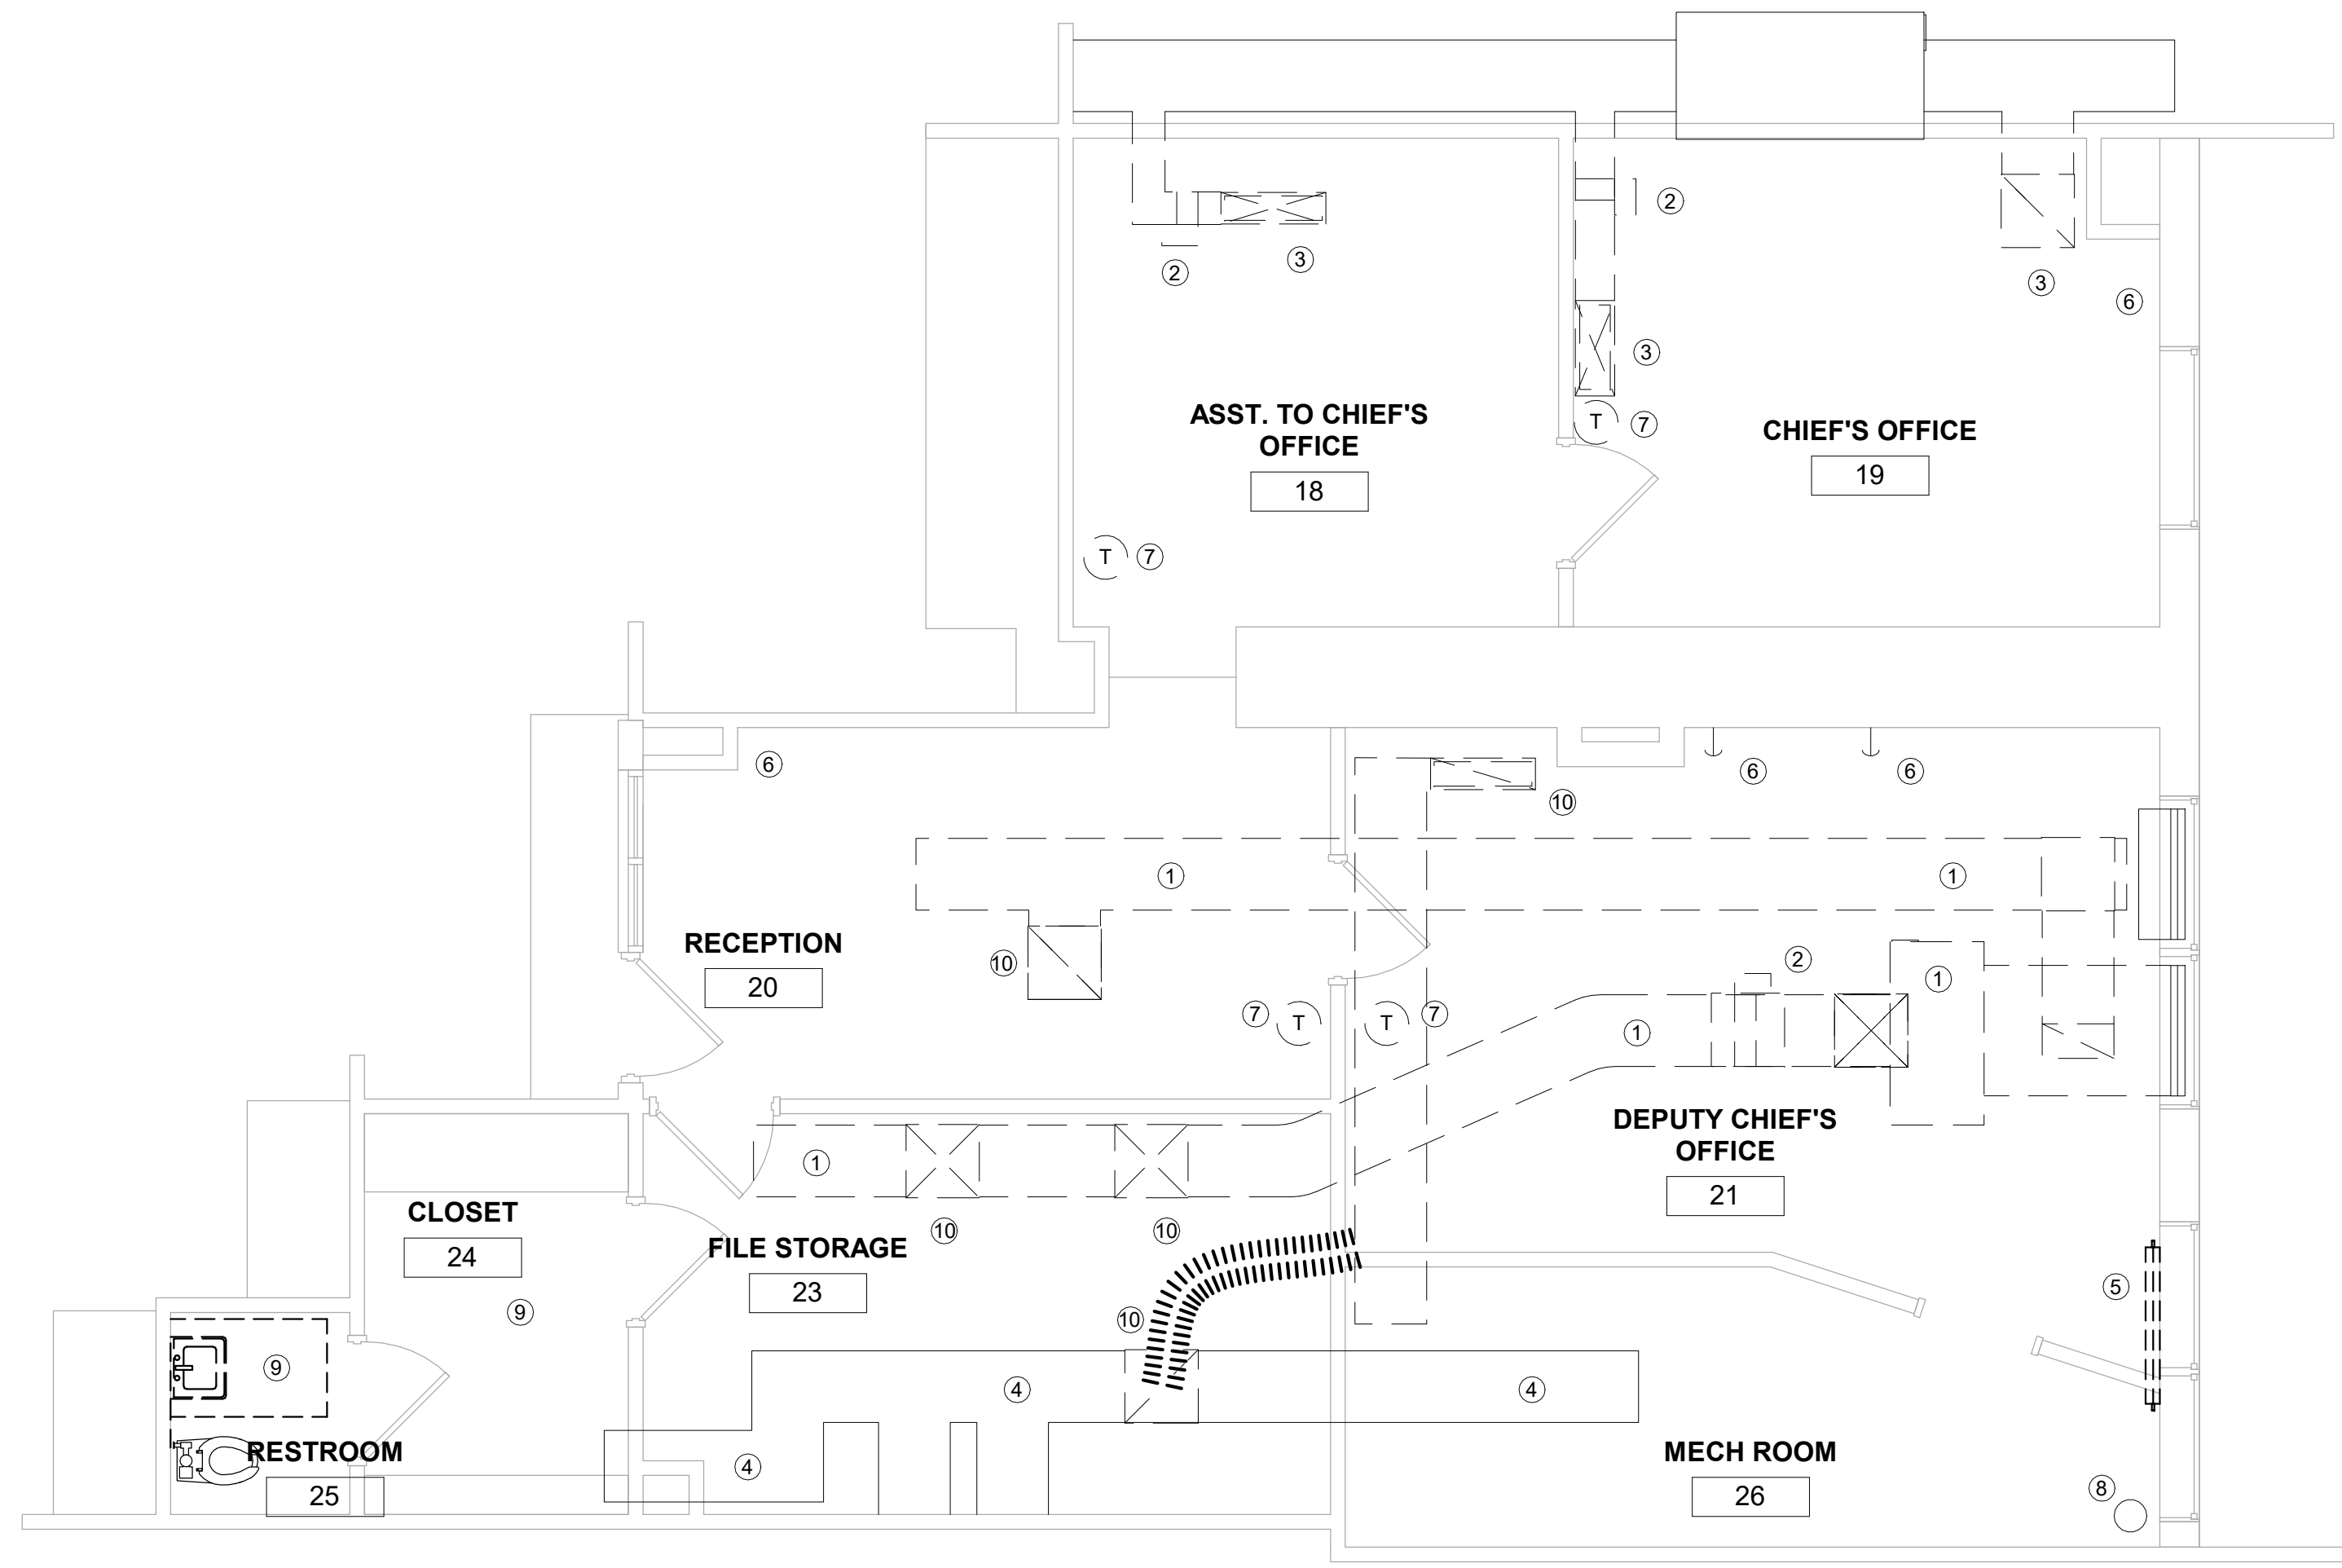 2
2
3
3
3
6
ASST. TO CHIEF'S
OFFICE
18
T
7
CHIEF'S OFFICE
19
T
7
6
6
6
10
1
1
RECEPTION
20
10
2
1
7
T
T
7
1
DEPUTY CHIEF'S
OFFICE
21
1
CLOSET
24
10
10
FILE STORAGE
23
5
9
10
9
4
4
RESTROOM
25
4
MECH ROOM
26
8